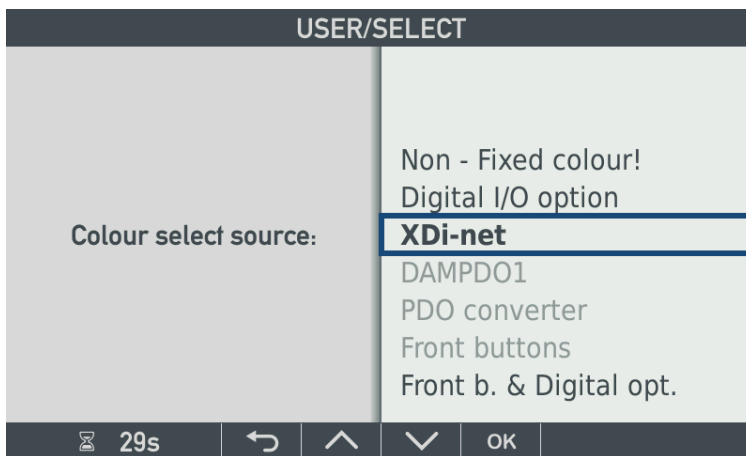 USER/SELECT
Colour select source:
Non - Fixed colour!
Digital I/O option
XDi-net
DAMPDO1
PDO converter
Front buttons
Front b. & Digital opt.
29s
OK